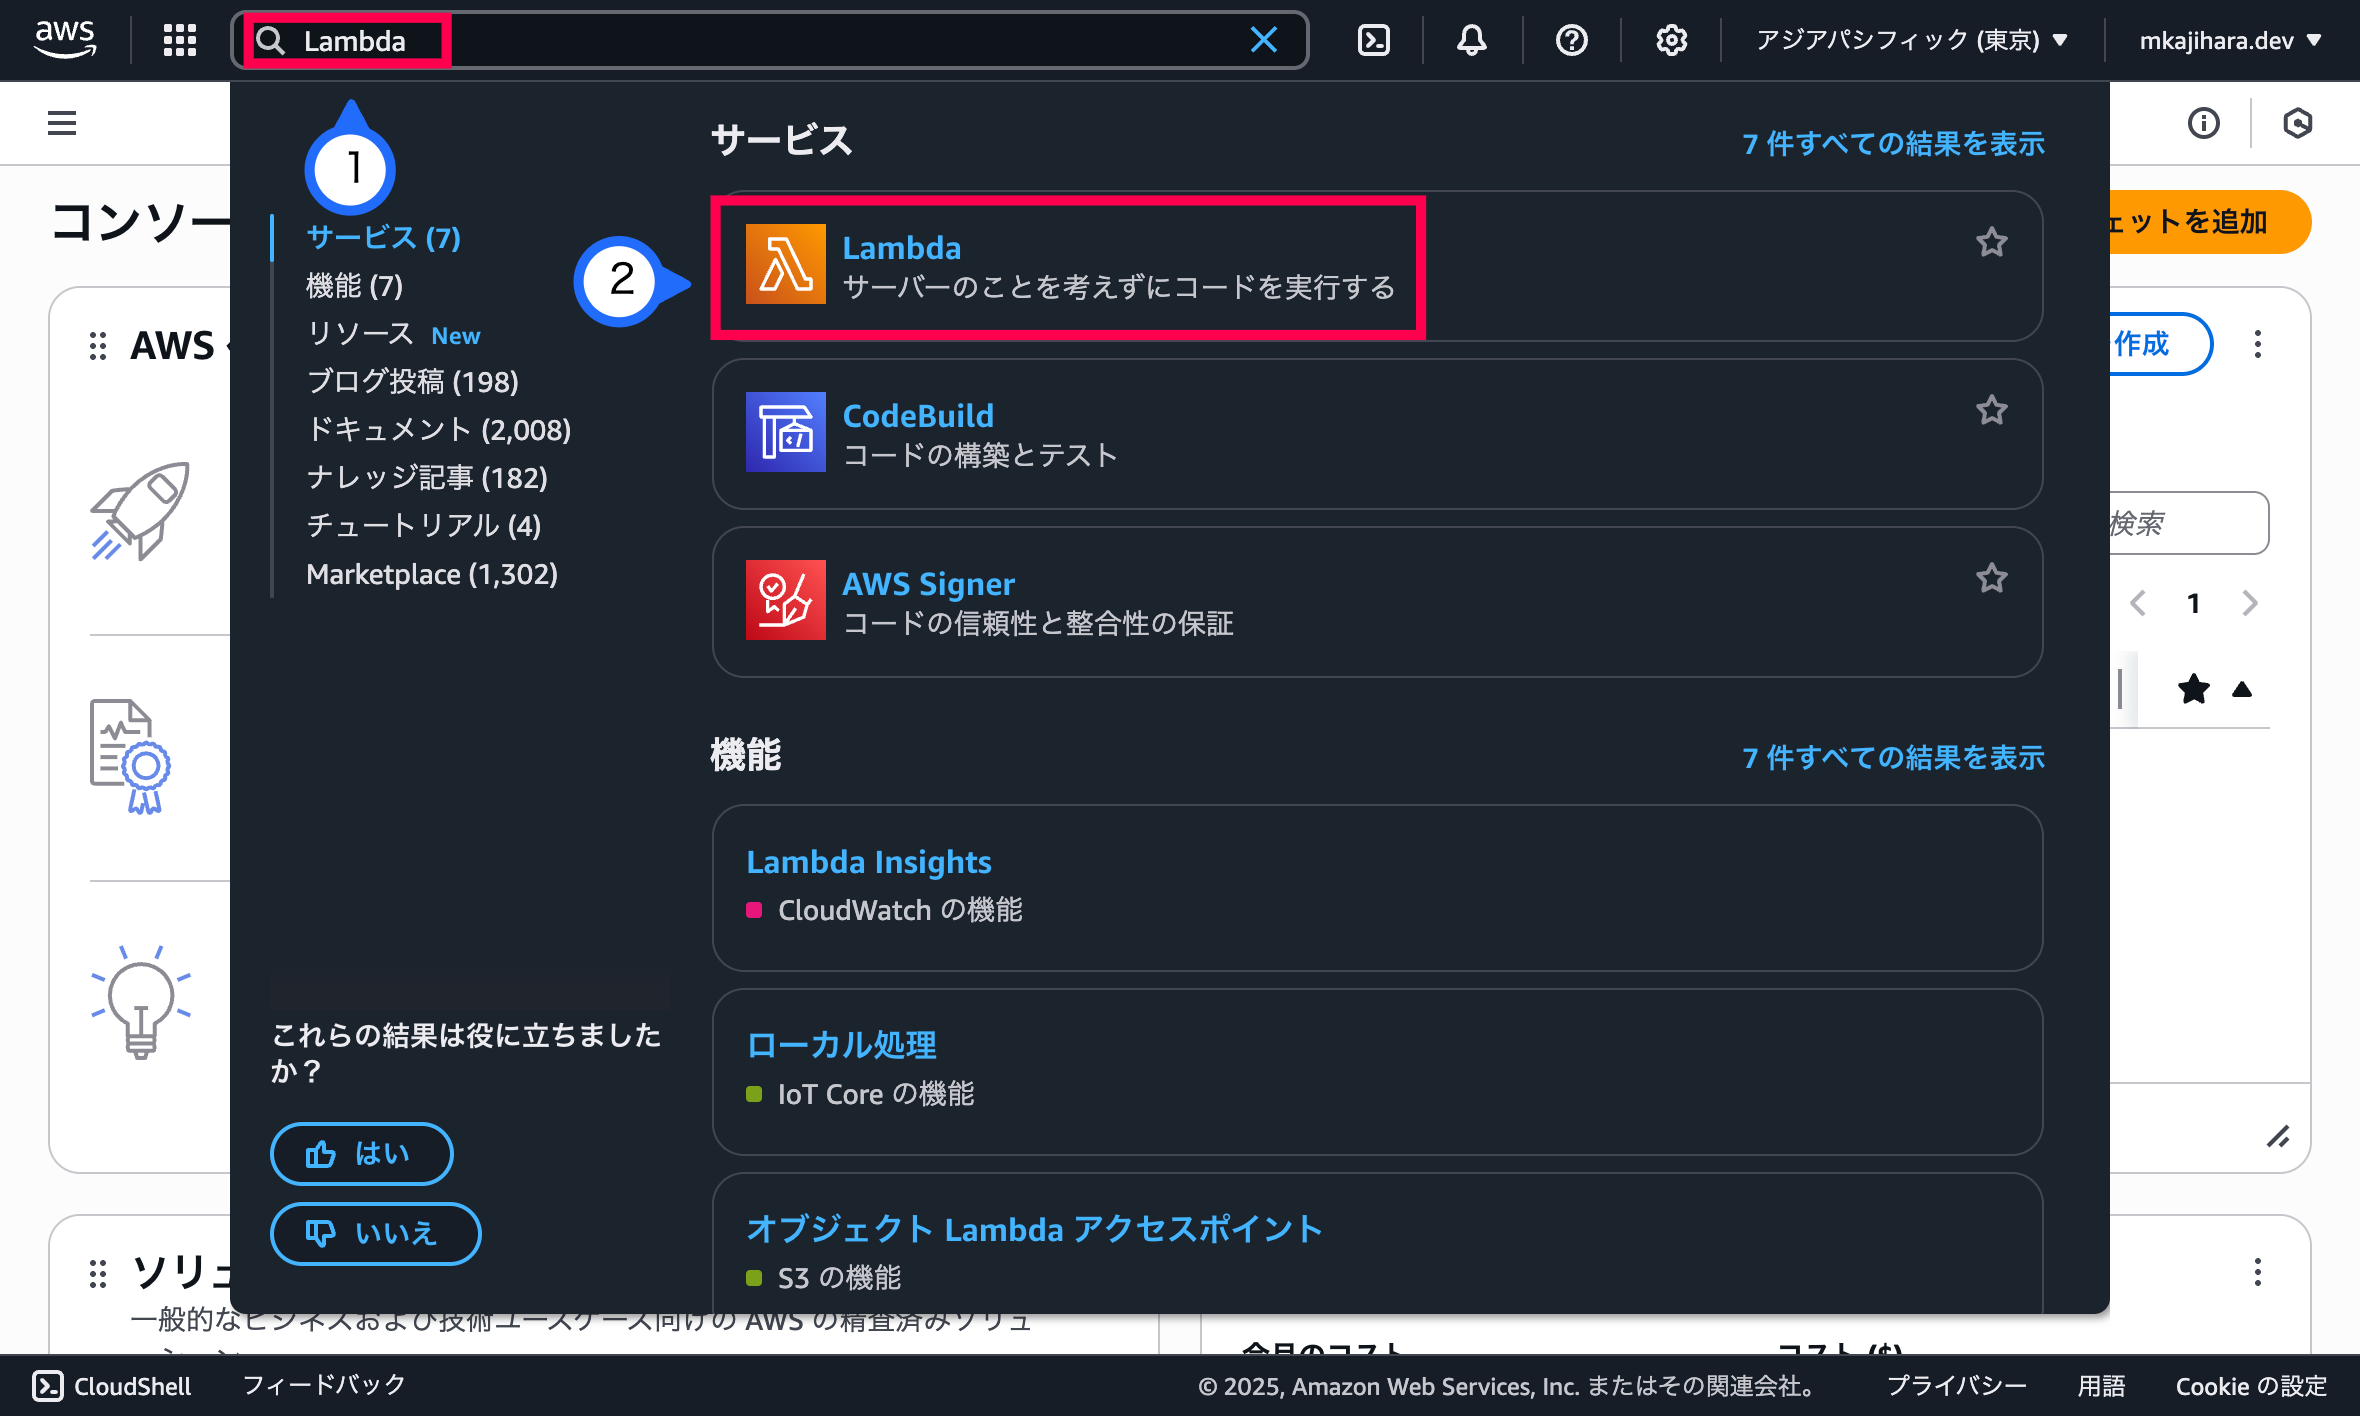 aws
Lambda
アジアパシフィック (東京)
mkajihara.dev
1
サービス (7)
機能 (7)
リソース New
ブログ投稿 (198)
ドキュメント (2,008)
ナレッジ記事 (182)
チュートリアル (4)
Marketplace (1,302)
これらの結果は役に立ちました
か？
はい
いいえ
サービス
7 件すべての結果を表示
2
Lambda
サーバーのことを考えずにコードを実行する
CodeBuild
コードの構築とテスト
AWS Signer
コードの信頼性と整合性の保証
機能
7 件すべての結果を表示
Lambda Insights
CloudWatch の機能
ローカル処理
IoT Core の機能
オブジェクト Lambda アクセスポイント
S3 の機能
コンソー
AWS
ェットを追加
作成
検索
1
ソリュ
一般的なビジネスおよび技術ユースケース向けの AWS の精査済みソリュ
今月のコスト
コスト ($)
CloudShell
フィードバック
© 2025, Amazon Web Services, Inc. またはその関連会社。
プライバシー
用語
Cookie の設定